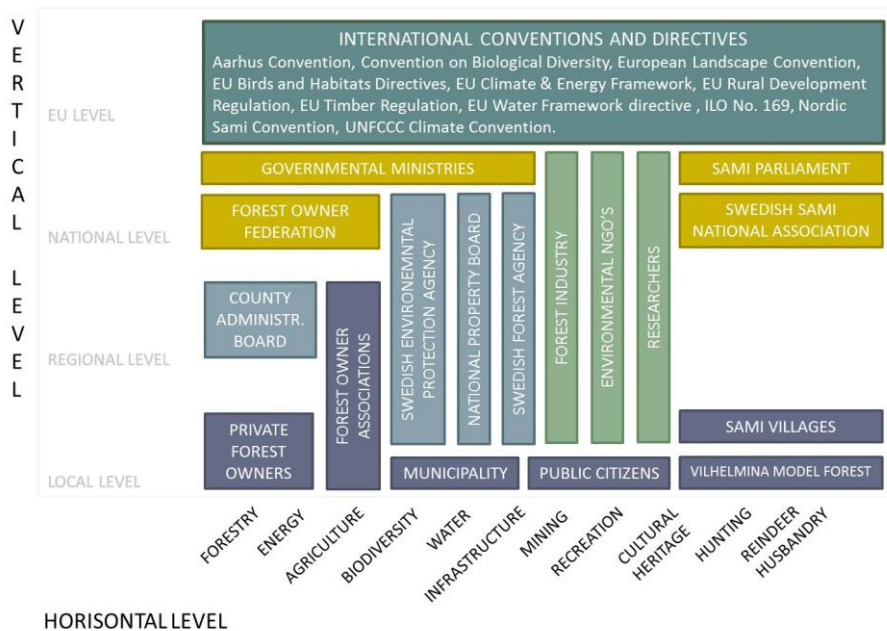 VERTICAL LEVEL
INTERNATIONAL CONVENTIONS AND DIRECTIVES
Aarhus Convention, Convention on Biological Diversity, European Landscape Convention,
EU Birds and Habitats Directives, EU Climate & Energy Framework, EU Rural Development
Regulation, EU Timber Regulation, EU Water Framework directive , ILO No. 169, Nordic
Sami Convention, UNFCCC Climate Convention.
EU LEVEL
GOVERNMENTAL MINISTRIES
SAMI PARLIAMENT
FOREST OWNER
FEDERATION
SWEDISH SAMI
NATIONAL ASSOCIATION
NATIONAL LEVEL
COUNTY
ADMINISTR.
BOARD
FOREST OWNER
ASSOCIATIONS
SWEDISH ENVIRONEMNTAL
PROTECTION AGENCY
NATIONAL PROPERTY BOARD
SWEDISH FOREST AGENCY
FOREST INDUSTRY
ENVIRONMENTAL NGO'S
RESEARCHERS
REGIONAL LEVEL
PRIVATE
FOREST
OWNERS
SAMI VILLAGES
MUNICIPALITY
PUBLIC CITIZENS
VILHELMINA MODEL FOREST
LOCAL LEVEL
FORESTRY
ENERGY
AGRICULTURE
BIODIVERSITY
WATER
INFRASTRUCTURE
MINING
RECREATION
CULTURAL
HERITAGE
HUNTING
REINDEER
HUSBANDRY
HORISONTAL LEVEL